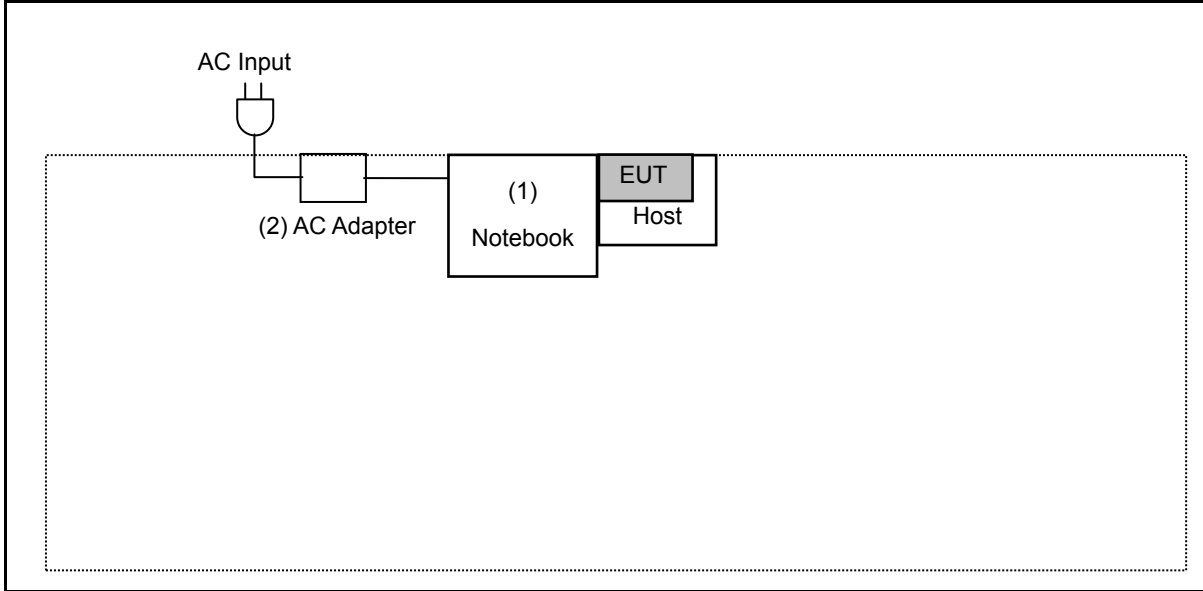 AC Input
(2) AC Adapter
(1)
Notebook
EUT
Host